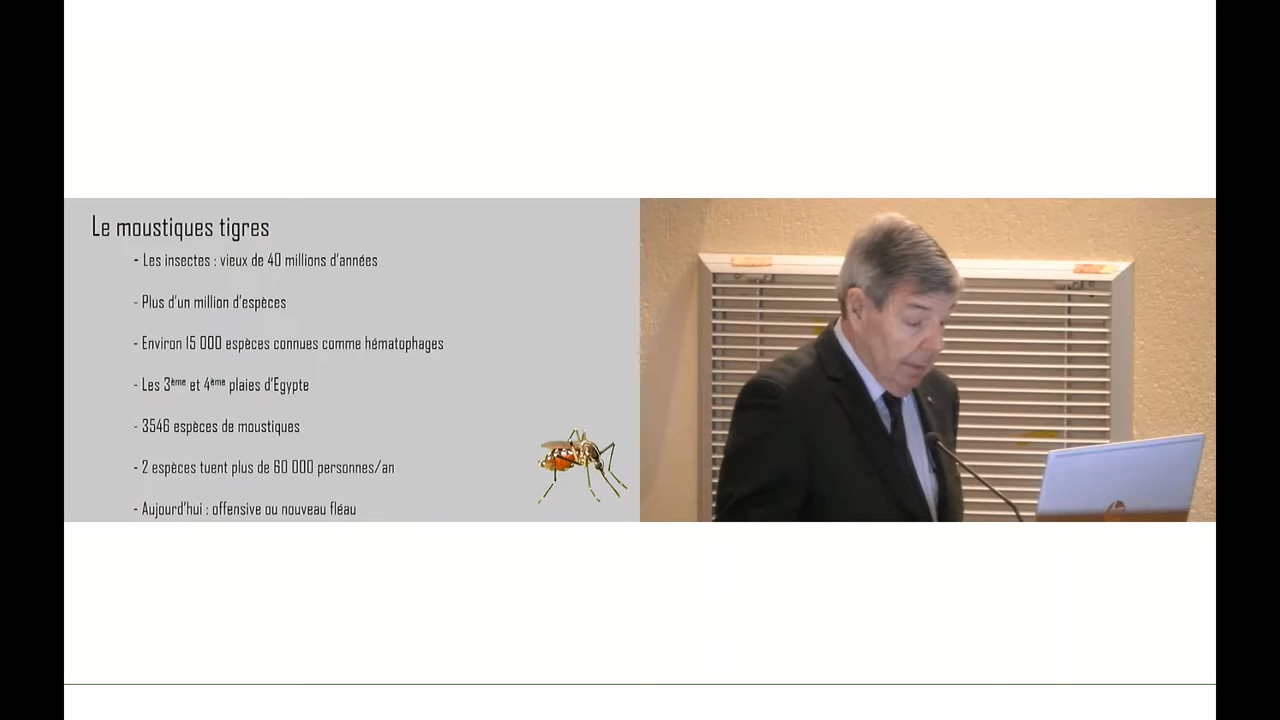 Le moustiques tigres
- Les insectes : vieux de 40 millions d'années
- Plus d'un million d'espèces
- Environ 15 000 espèces connues comme hématophages
- Les 3ème et 4ème plaies d'Egypte
- 3546 espèces de moustiques
- 2 espèces tuent plus de 60 000 personnes/an
- Aujourd'hui : offensive ou nouveau fléau